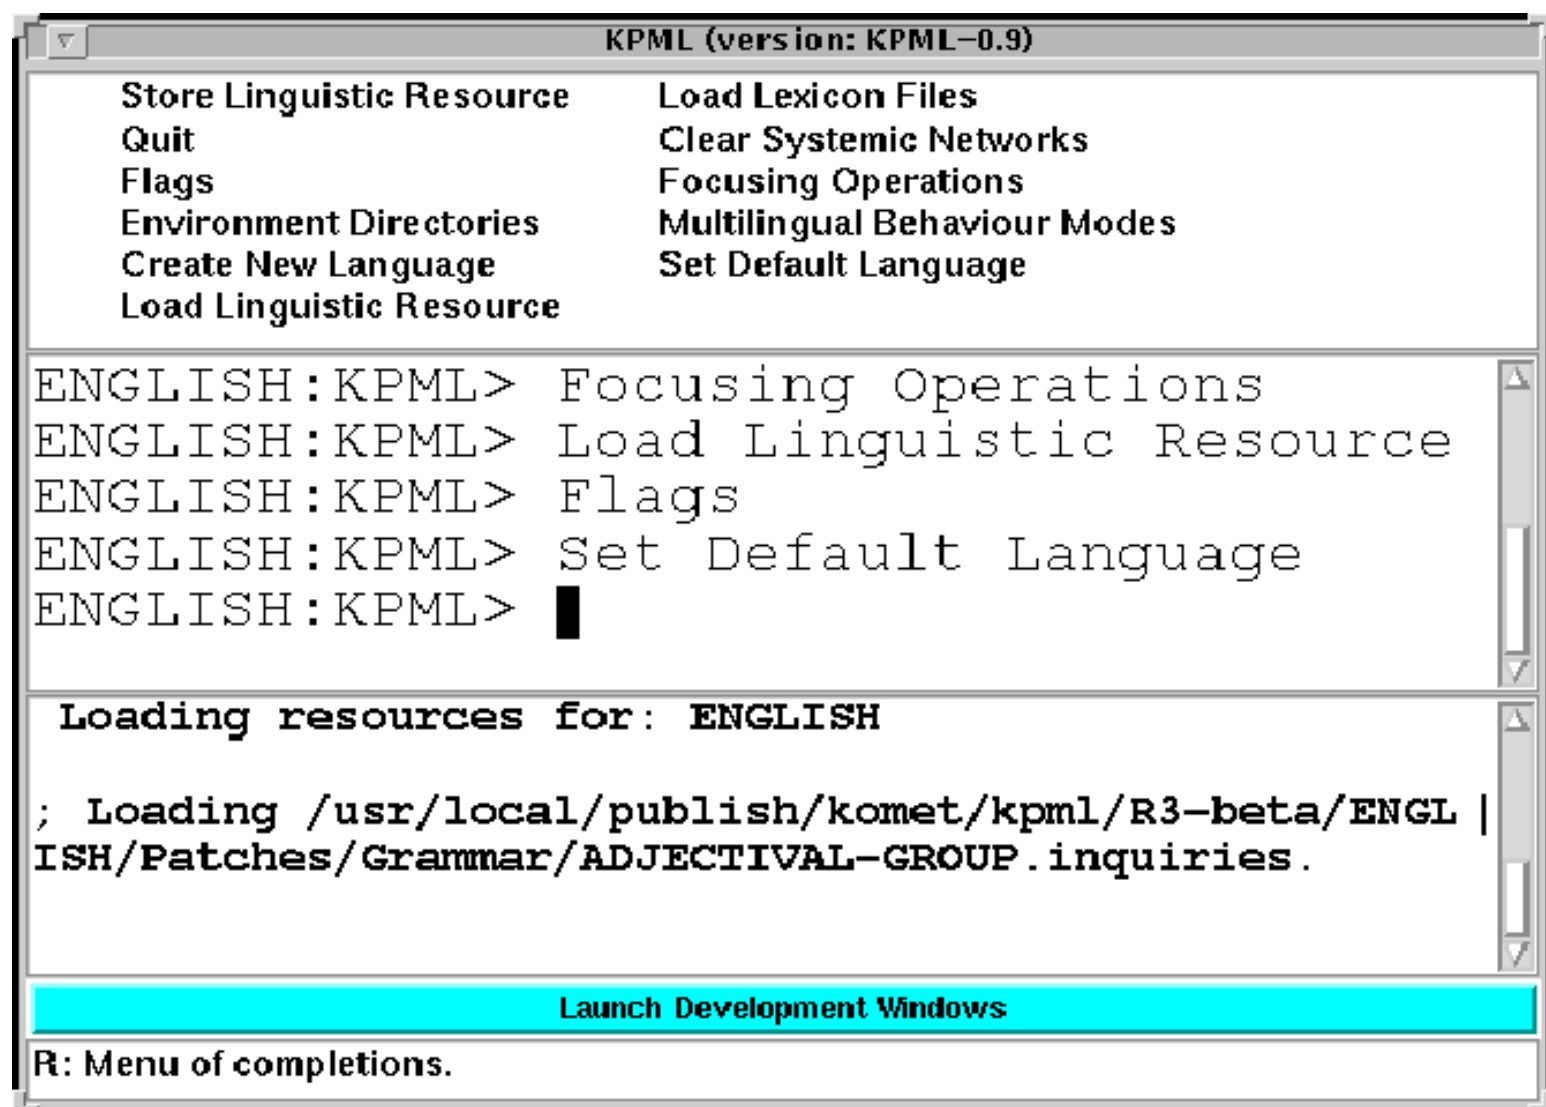 KPML (version: KPML-0.9)
Store Linguistic Resource Load Lexicon Files
Quit Clear Systemic Networks
Flags Focusing Operations
Environment Directories Multilingual Behaviour Modes
Create New Language Set Default Language
Load Linguistic Resource
ENGLISH:KPML> Focusing Operations
ENGLISH:KPML> Load Linguistic Resource
ENGLISH:KPML> Flags
ENGLISH:KPML> Set Default Language
ENGLISH:KPML>
Loading resources for: ENGLISH
; Loading /usr/local/publish/komet/kpml/R3-beta/ENGL|
ISH/Patches/Grammar/ADJECTIVAL-GROUP.inquiries.
Launch Development Windows
R: Menu of completions.